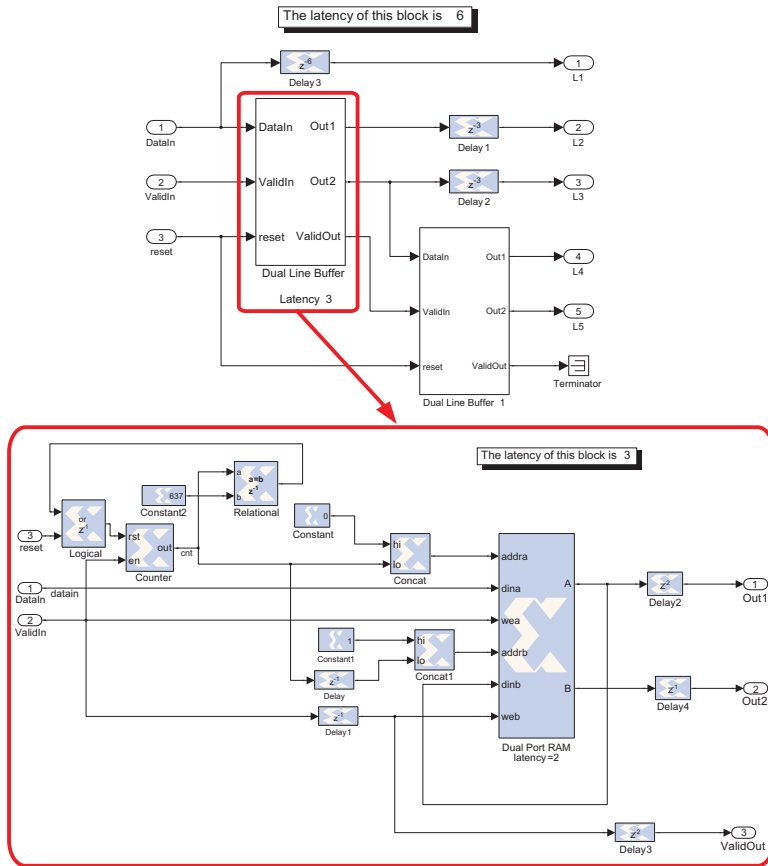 The latency of this block is 6
z-6
Delay3
1
L1
1
DataIn
DataIn
Out1
z-3
Delay1
2
L2
2
ValidIn
ValidIn
Out2
z-3
Delay2
3
L3
3
reset
reset
ValidOut
Dual Line Buffer
Latency 3
DataIn
Out1
4
L4
ValidIn
Out2
5
L5
reset
ValidOut
Terminator
Dual Line Buffer 1
The latency of this block is 3
a
a=b
z-1
b
Relational
637
Constant2
or
z-1
Logical
3
reset
rst
en
out
Counter
cnt
0
Constant
hi
lo
Concat
1
DataIn
datain
2
ValidIn
1
Constant1
hi
lo
Concat1
z-1
Delay
z-1
Delay1
addra
dina
wea
addrb
dinb
web
A
B
Dual Port RAM
latency=2
z-2
Delay2
1
Out1
z-1
Delay4
2
Out2
z-2
Delay3
3
ValidOut